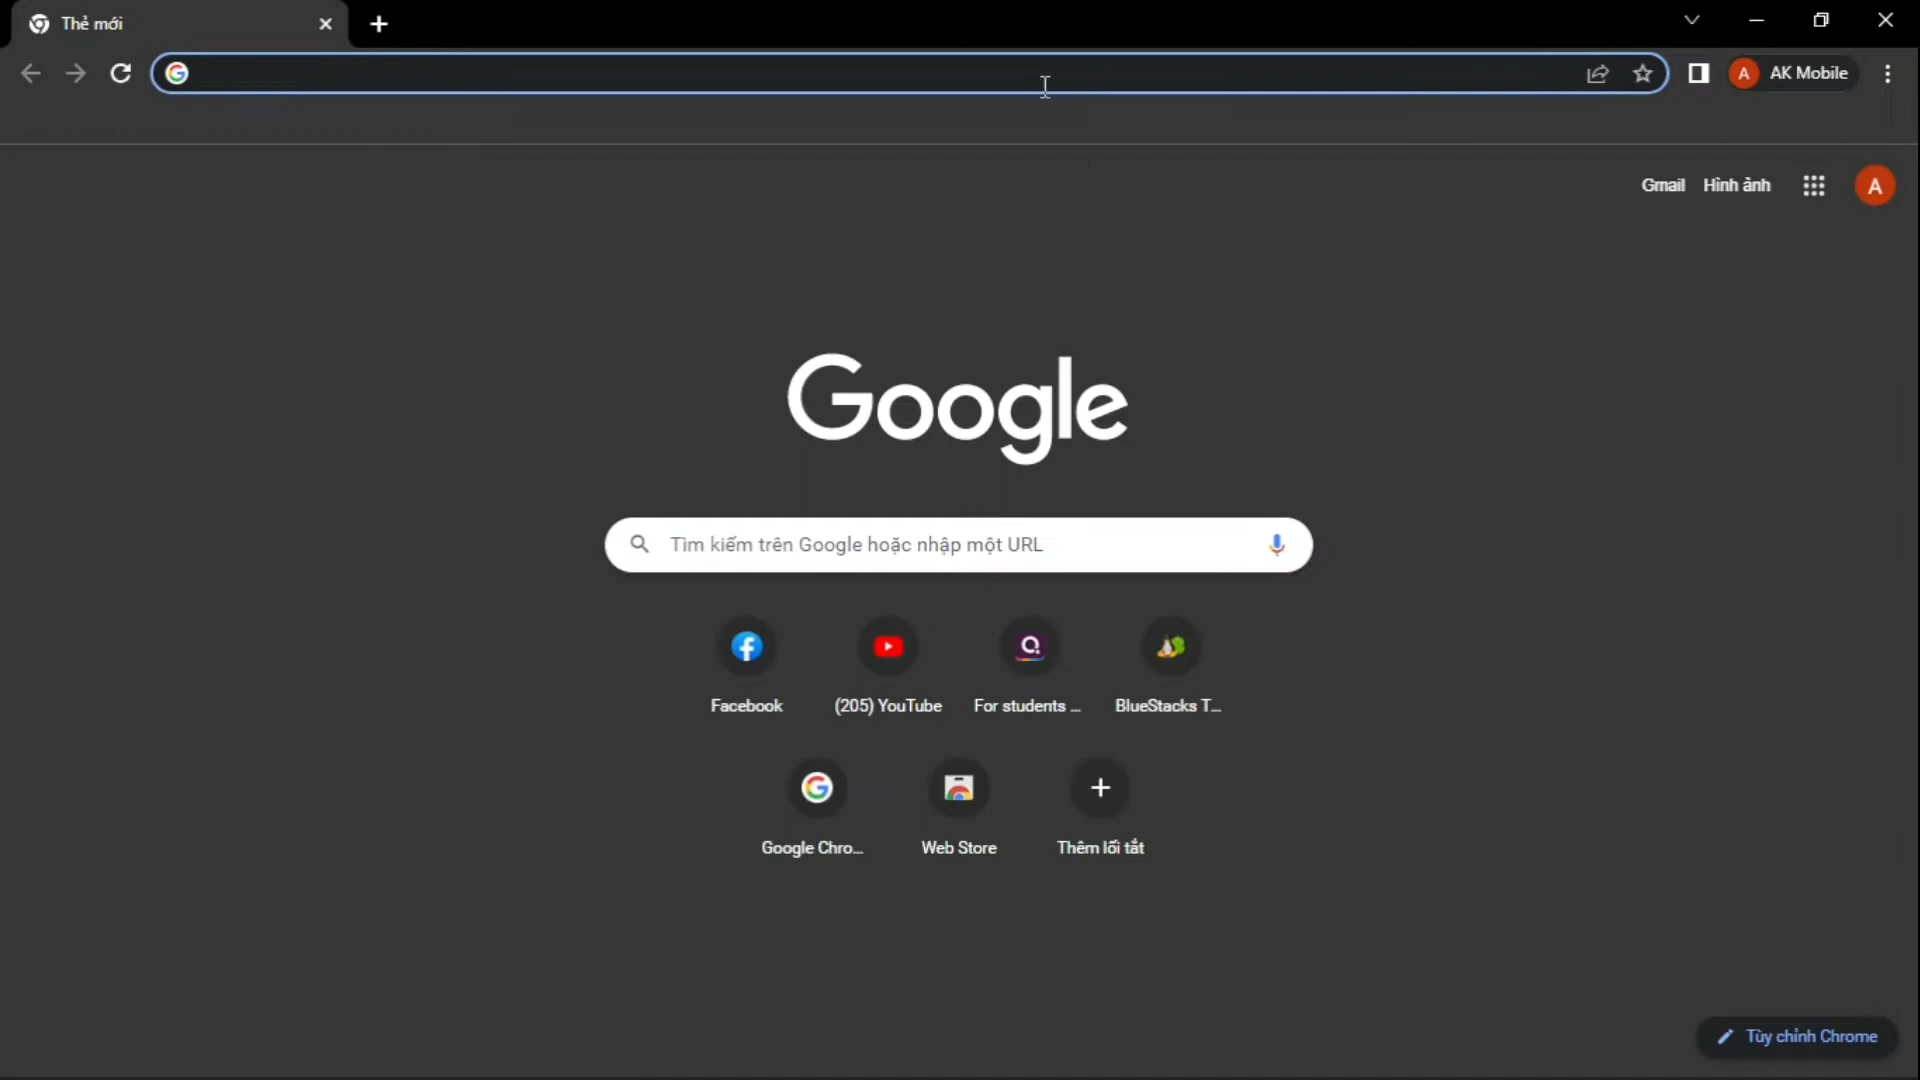 Thẻ mới
A AK Mobile
Gmail Hình ảnh A
Google
Tìm kiếm trên Google hoặc nhập một URL
Facebook (205) YouTube For students ... BlueStacks T...
Google Chro... Web Store Thêm lối tắt
Tùy chỉnh Chrome